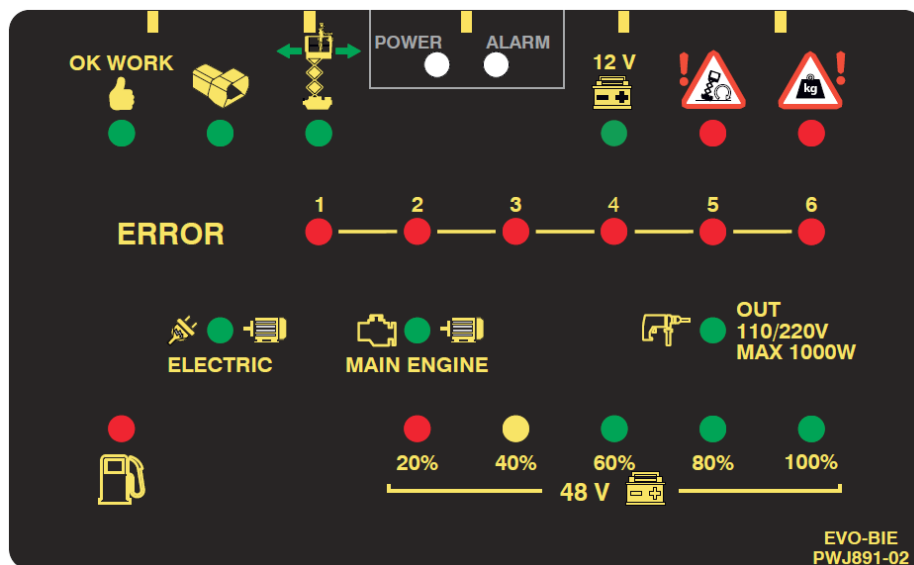 POWER ALARM
OK WORK
12 V
kg
1 2 3 4 5 6
ERROR
ELECTRIC
MAIN ENGINE
OUT
110/220V
MAX 1000W
20% 40% 60% 80% 100%
48 V
EVO-BIE
PWJ891-02